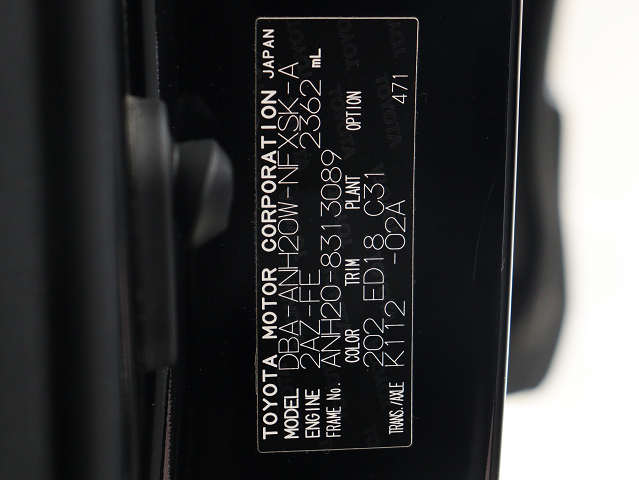 TOYOTA MOTOR CORPORATION JAPAN
MODEL DBA-ANH20W-NFXSK-A
ENGINE 2AZ-FE 2362 mL
FRAME No. ANH20-8313089
COLOR TRIM PLANT OPTION
202 ED18 C31 471
TRANS./AXLE K112 -02A